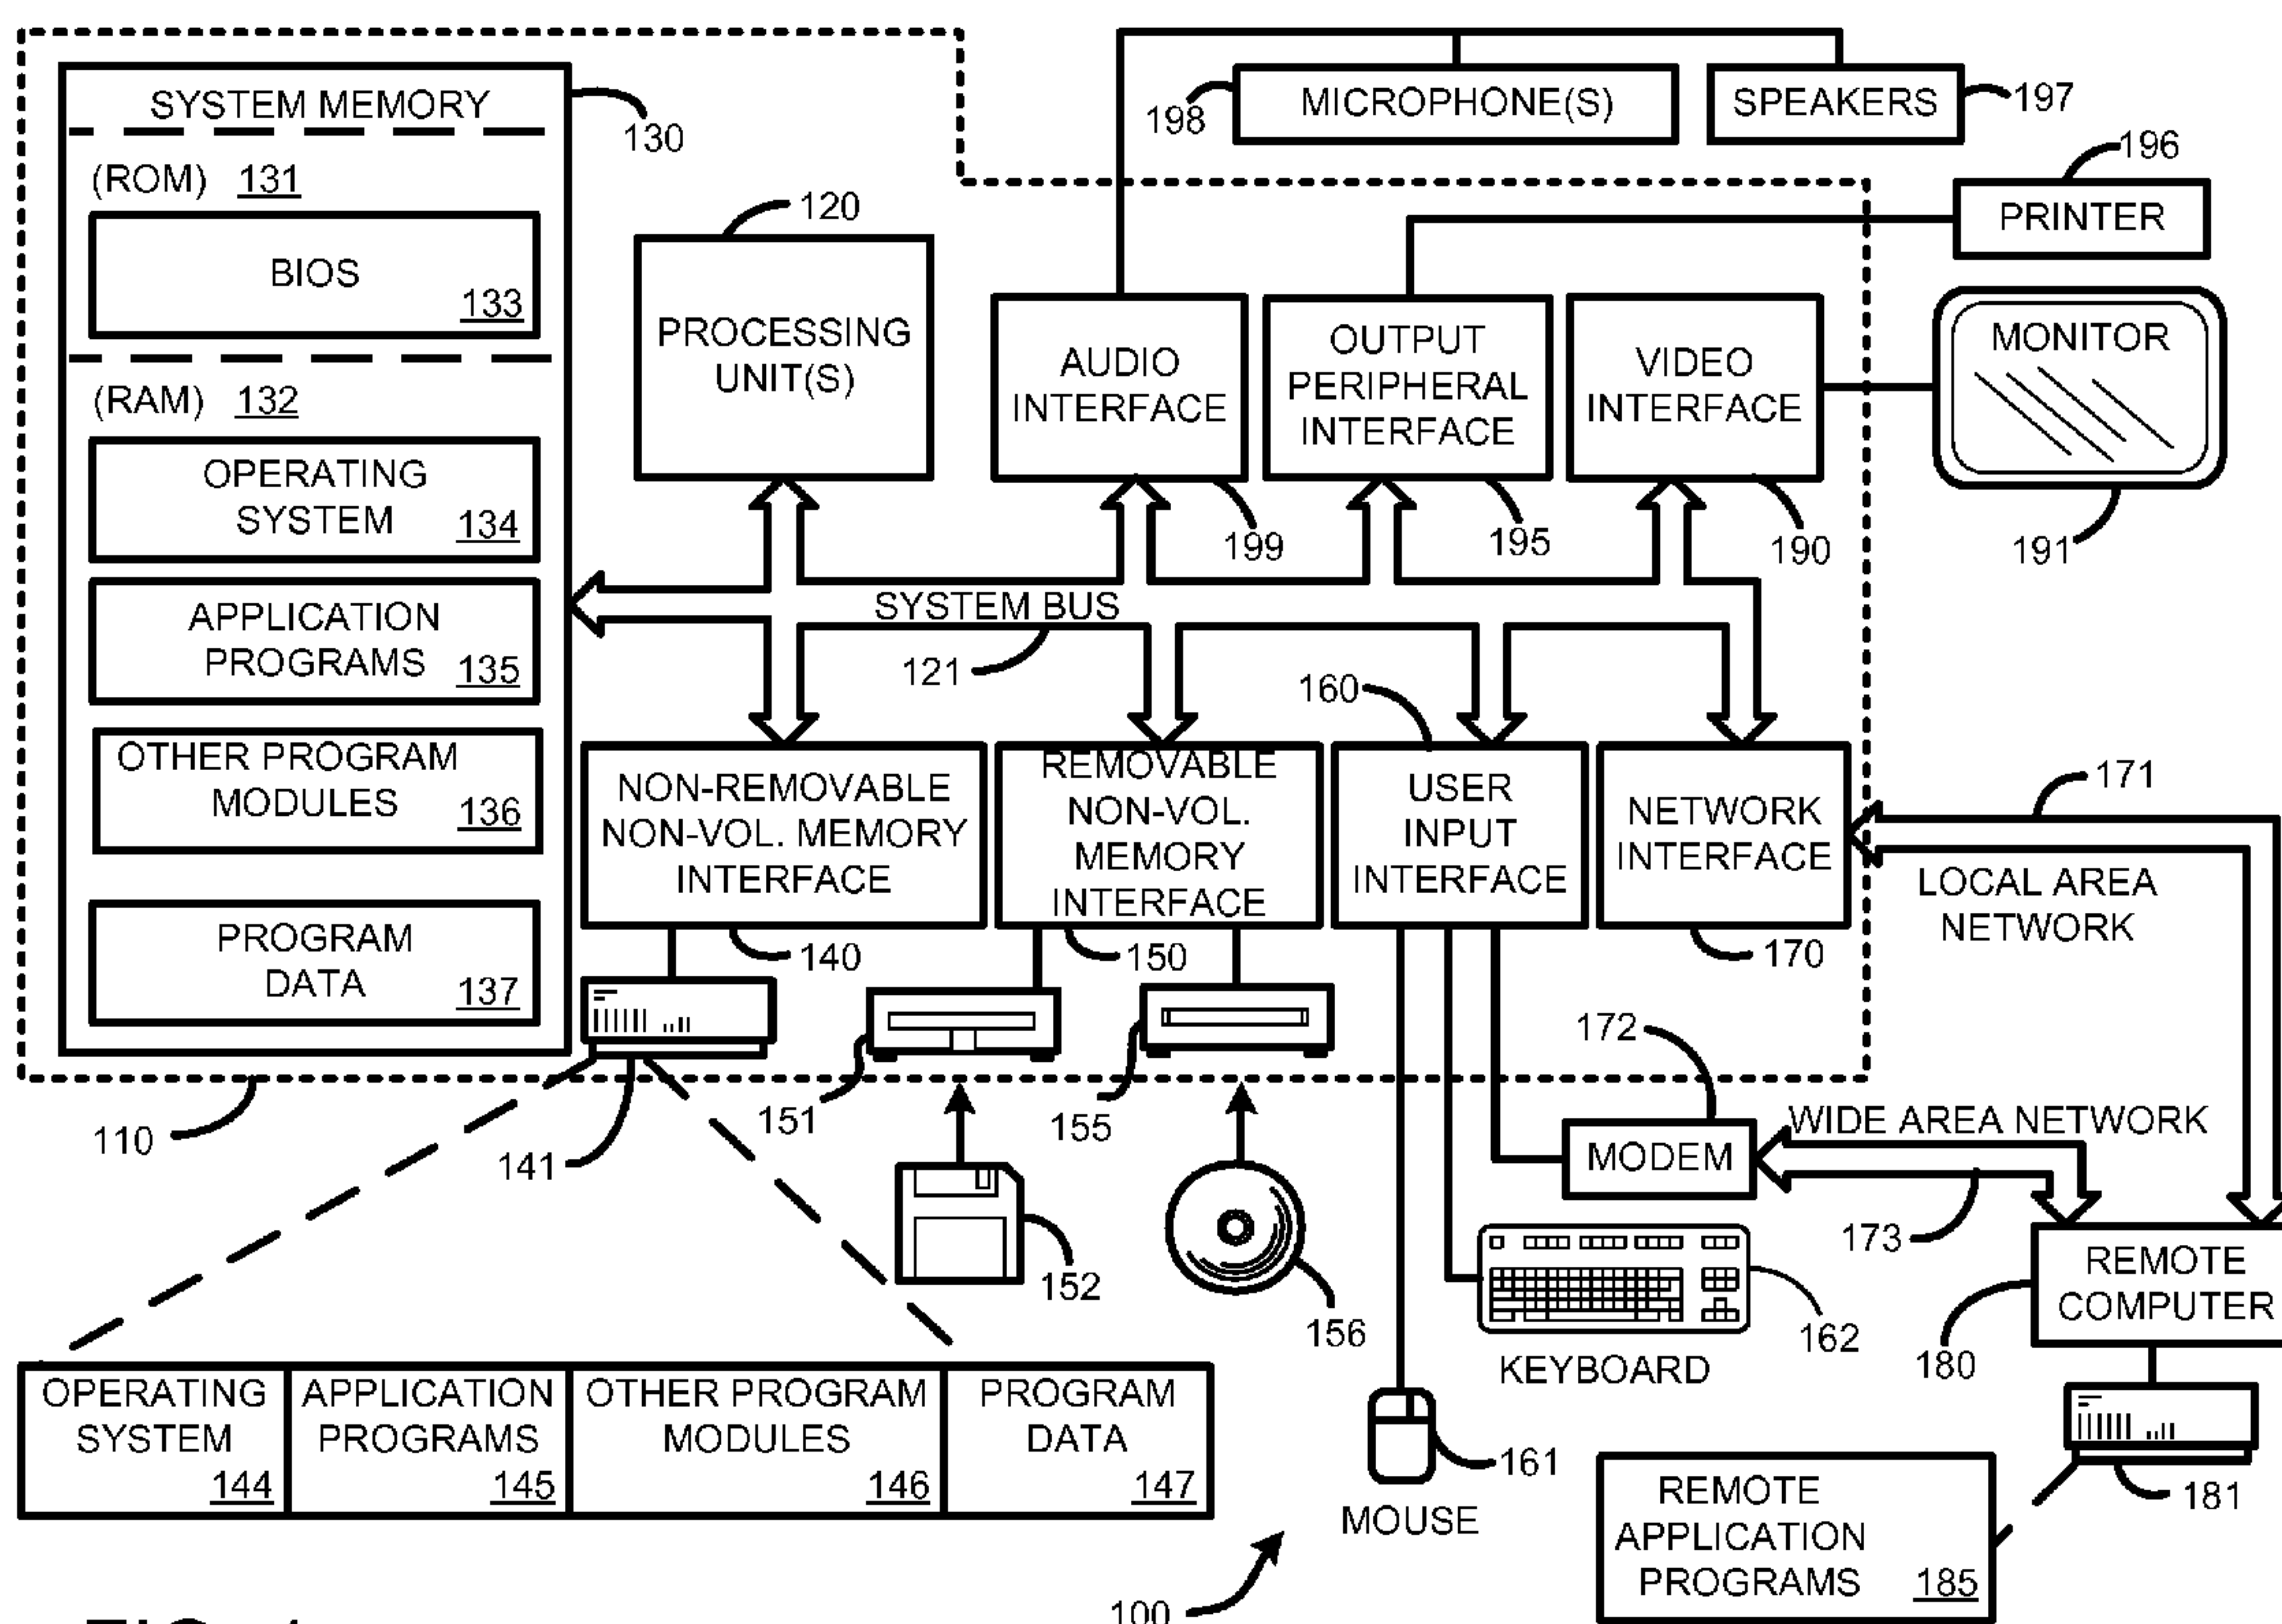 SYSTEM MEMORY
130
(ROM) 131
BIOS
133
(RAM) 132
OPERATING
SYSTEM 134
APPLICATION
PROGRAMS 135
OTHER PROGRAM
MODULES 136
PROGRAM
DATA 137
110
120
PROCESSING
UNIT(S)
198
MICROPHONE(S)
SPEAKERS
197
196
PRINTER
AUDIO
INTERFACE
199
OUTPUT
PERIPHERAL
INTERFACE
195
VIDEO
INTERFACE
190
MONITOR
191
SYSTEM BUS
121
160
NON-REMOVABLE
NON-VOL. MEMORY
INTERFACE
140
REMOVABLE
NON-VOL.
MEMORY
INTERFACE
150
USER
INPUT
INTERFACE
NETWORK
INTERFACE
170
171
LOCAL AREA
NETWORK
141
151
155
152
156
172
MODEM
WIDE AREA NETWORK
173
162
KEYBOARD
161
MOUSE
REMOTE
COMPUTER
180
181
OPERATING
SYSTEM
144
APPLICATION
PROGRAMS
145
OTHER PROGRAM
MODULES
146
PROGRAM
DATA
147
REMOTE
APPLICATION
PROGRAMS 185
100